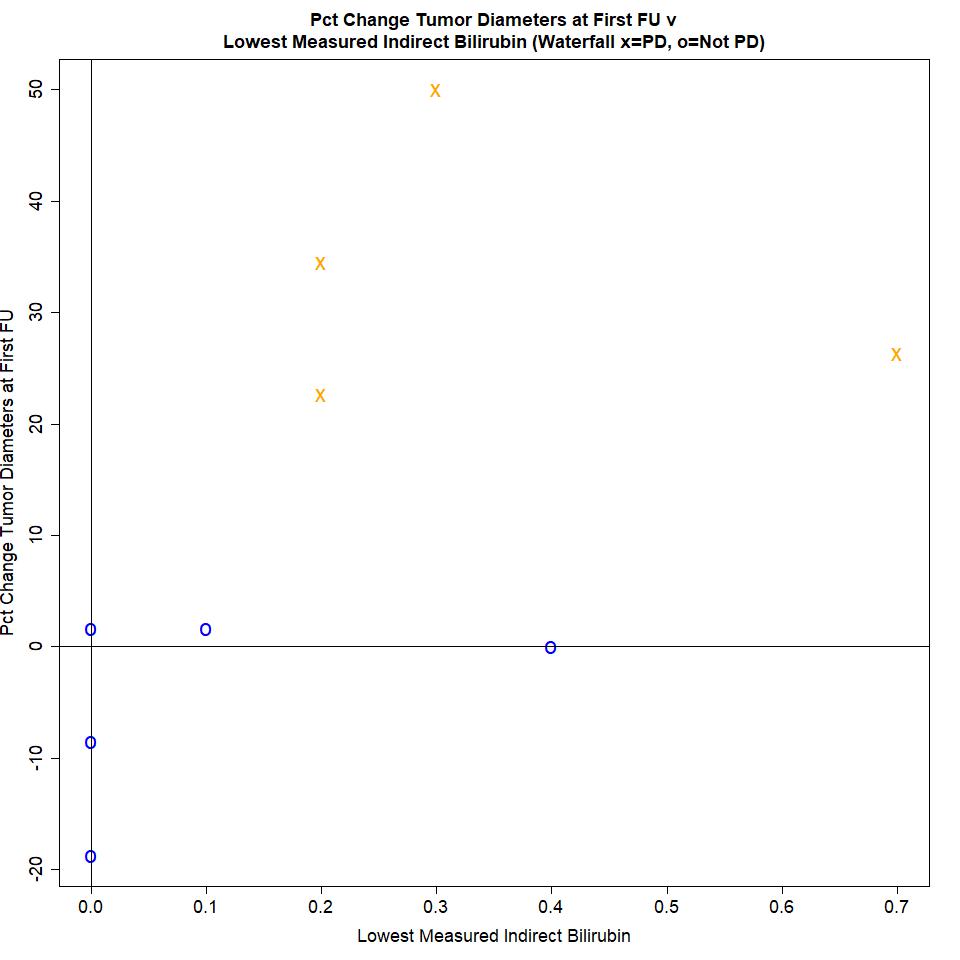 Pct Change Tumor Diameters at First FU v
Lowest Measured Indirect Bilirubin (Waterfall x=PD, o=Not PD)
Pct Change Tumor Diameters at First FU
50
40
30
20
10
0
-10
-20
X
X
X
X
O
O
O
O
O
0.0 0.1 0.2 0.3 0.4 0.5 0.6 0.7
Lowest Measured Indirect Bilirubin